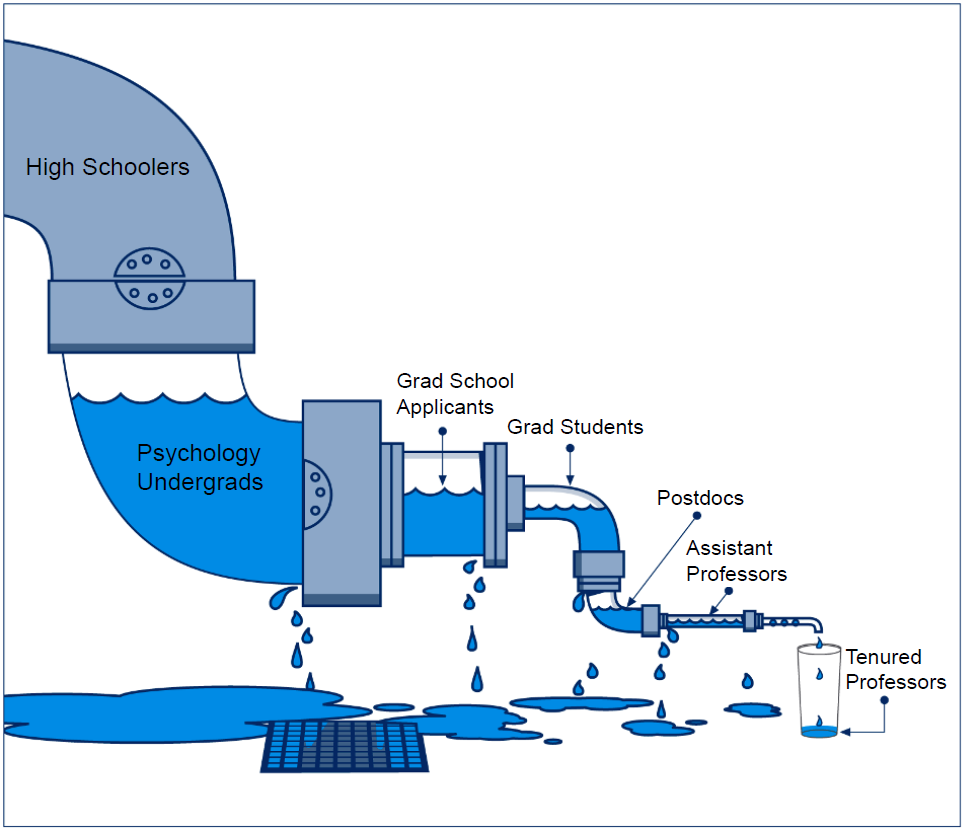 High Schoolers
Psychology
Undergrads
Grad School
Applicants
Grad Students
Postdocs
Assistant
Professors
Tenured
Professors